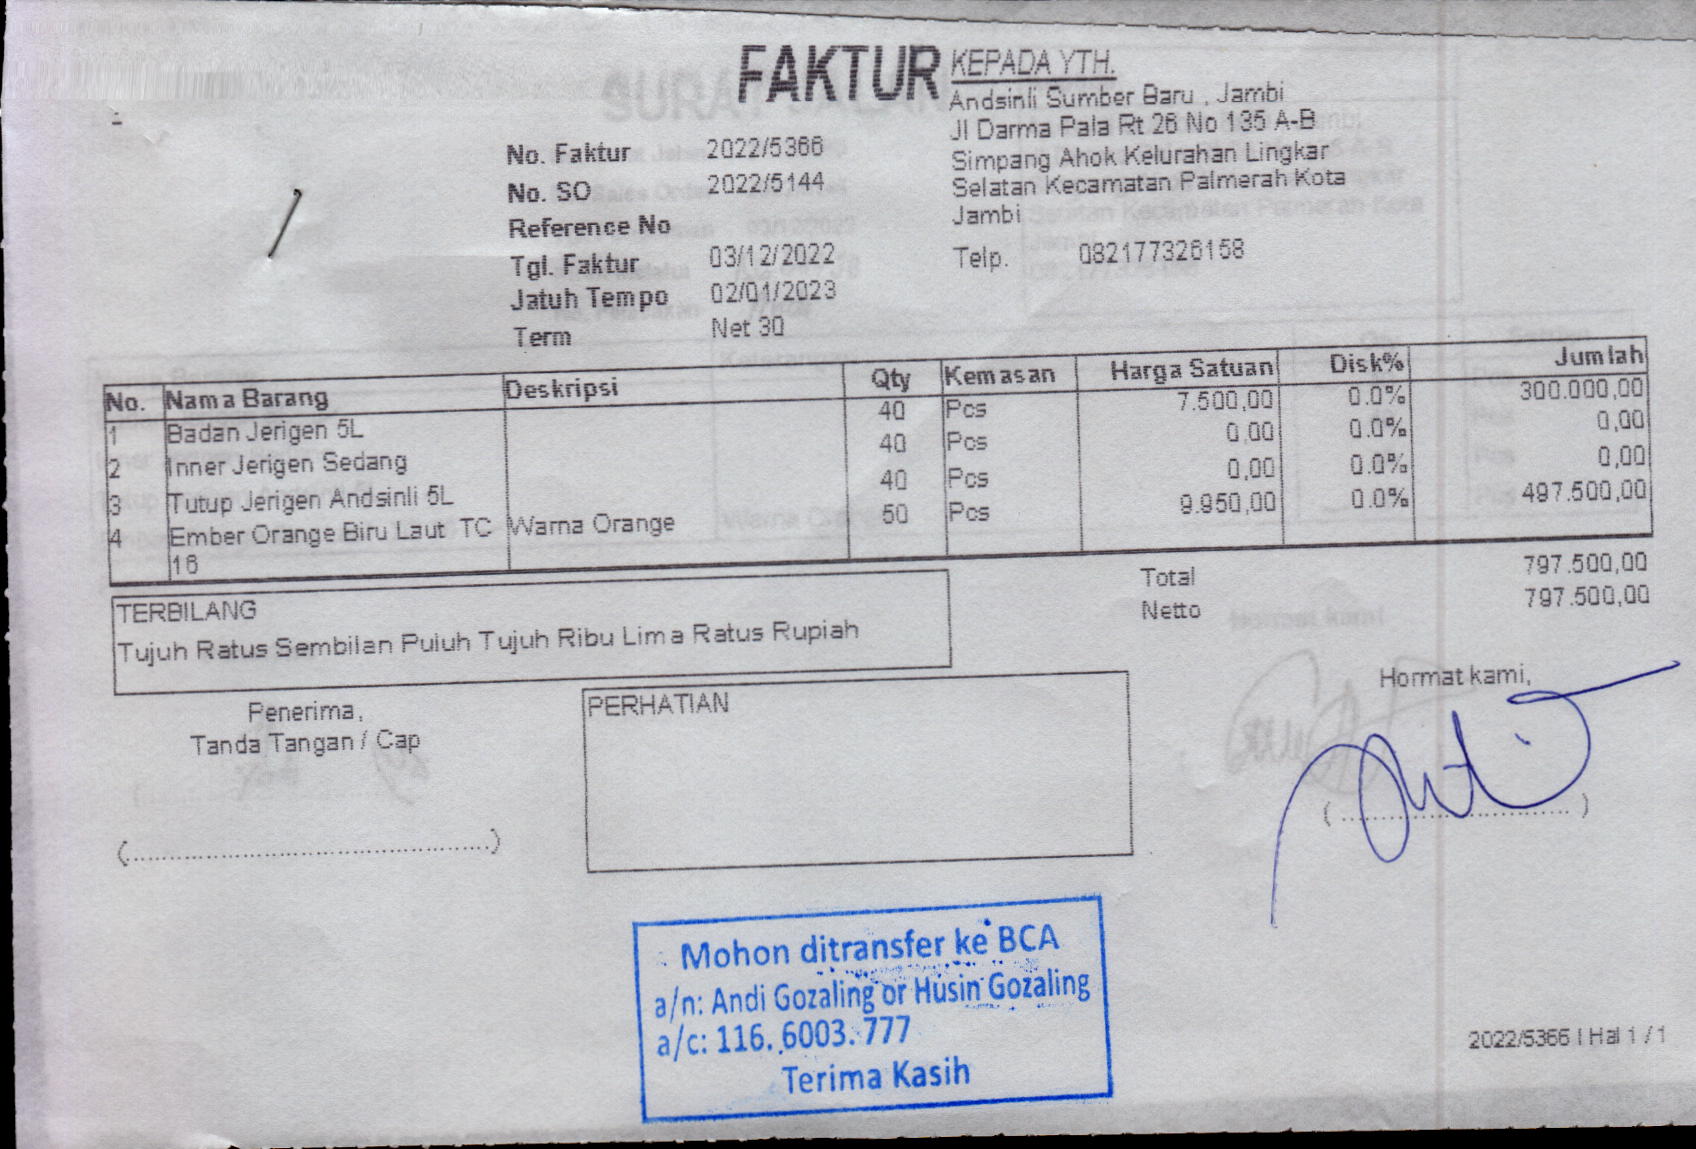 FAKTUR
KEPADA YTH.
Andsinli Sumber Baru , Jambi
Jl Darma Pala Rt 26 No 135 A-B
Simpang Ahok Kelurahan Lingkar
Selatan Kecamatan Palmerah Kota
Jambi
Telp. 082177326158
No. Faktur 2022/5366
No. SO 2022/5144
Reference No
Tgl. Faktur 03/12/2022
Jatuh Tempo 02/01/2023
Term Net 30
No. Nama Barang Deskripsi Qty Kemasan Harga Satuan Disk% Jumlah
1 Badan Jerigen 5L 40 Pcs 7.500,00 0.0% 300.000,00
2 Inner Jerigen Sedang 40 Pcs 0,00 0.0% 0,00
3 Tutup Jerigen Andsinli 5L 40 Pcs 0,00 0.0% 0,00
4 Ember Orange Biru Laut TC Warna Orange 50 Pcs 9.950,00 0.0% 497.500,00
16
Total 797.500,00
Netto 797.500,00
TERBILANG
Tujuh Ratus Sembilan Puluh Tujuh Ribu Lima Ratus Rupiah
Penerima,
Tanda Tangan / Cap
(..................................................)
PERHATIAN
Hormat kami,
(..................................)
Mohon ditransfer ke BCA
a/n: Andi Gozaling or Husin Gozaling
a/c: 116. 6003. 777
Terima Kasih
2022/5366 | Hal 1 / 1